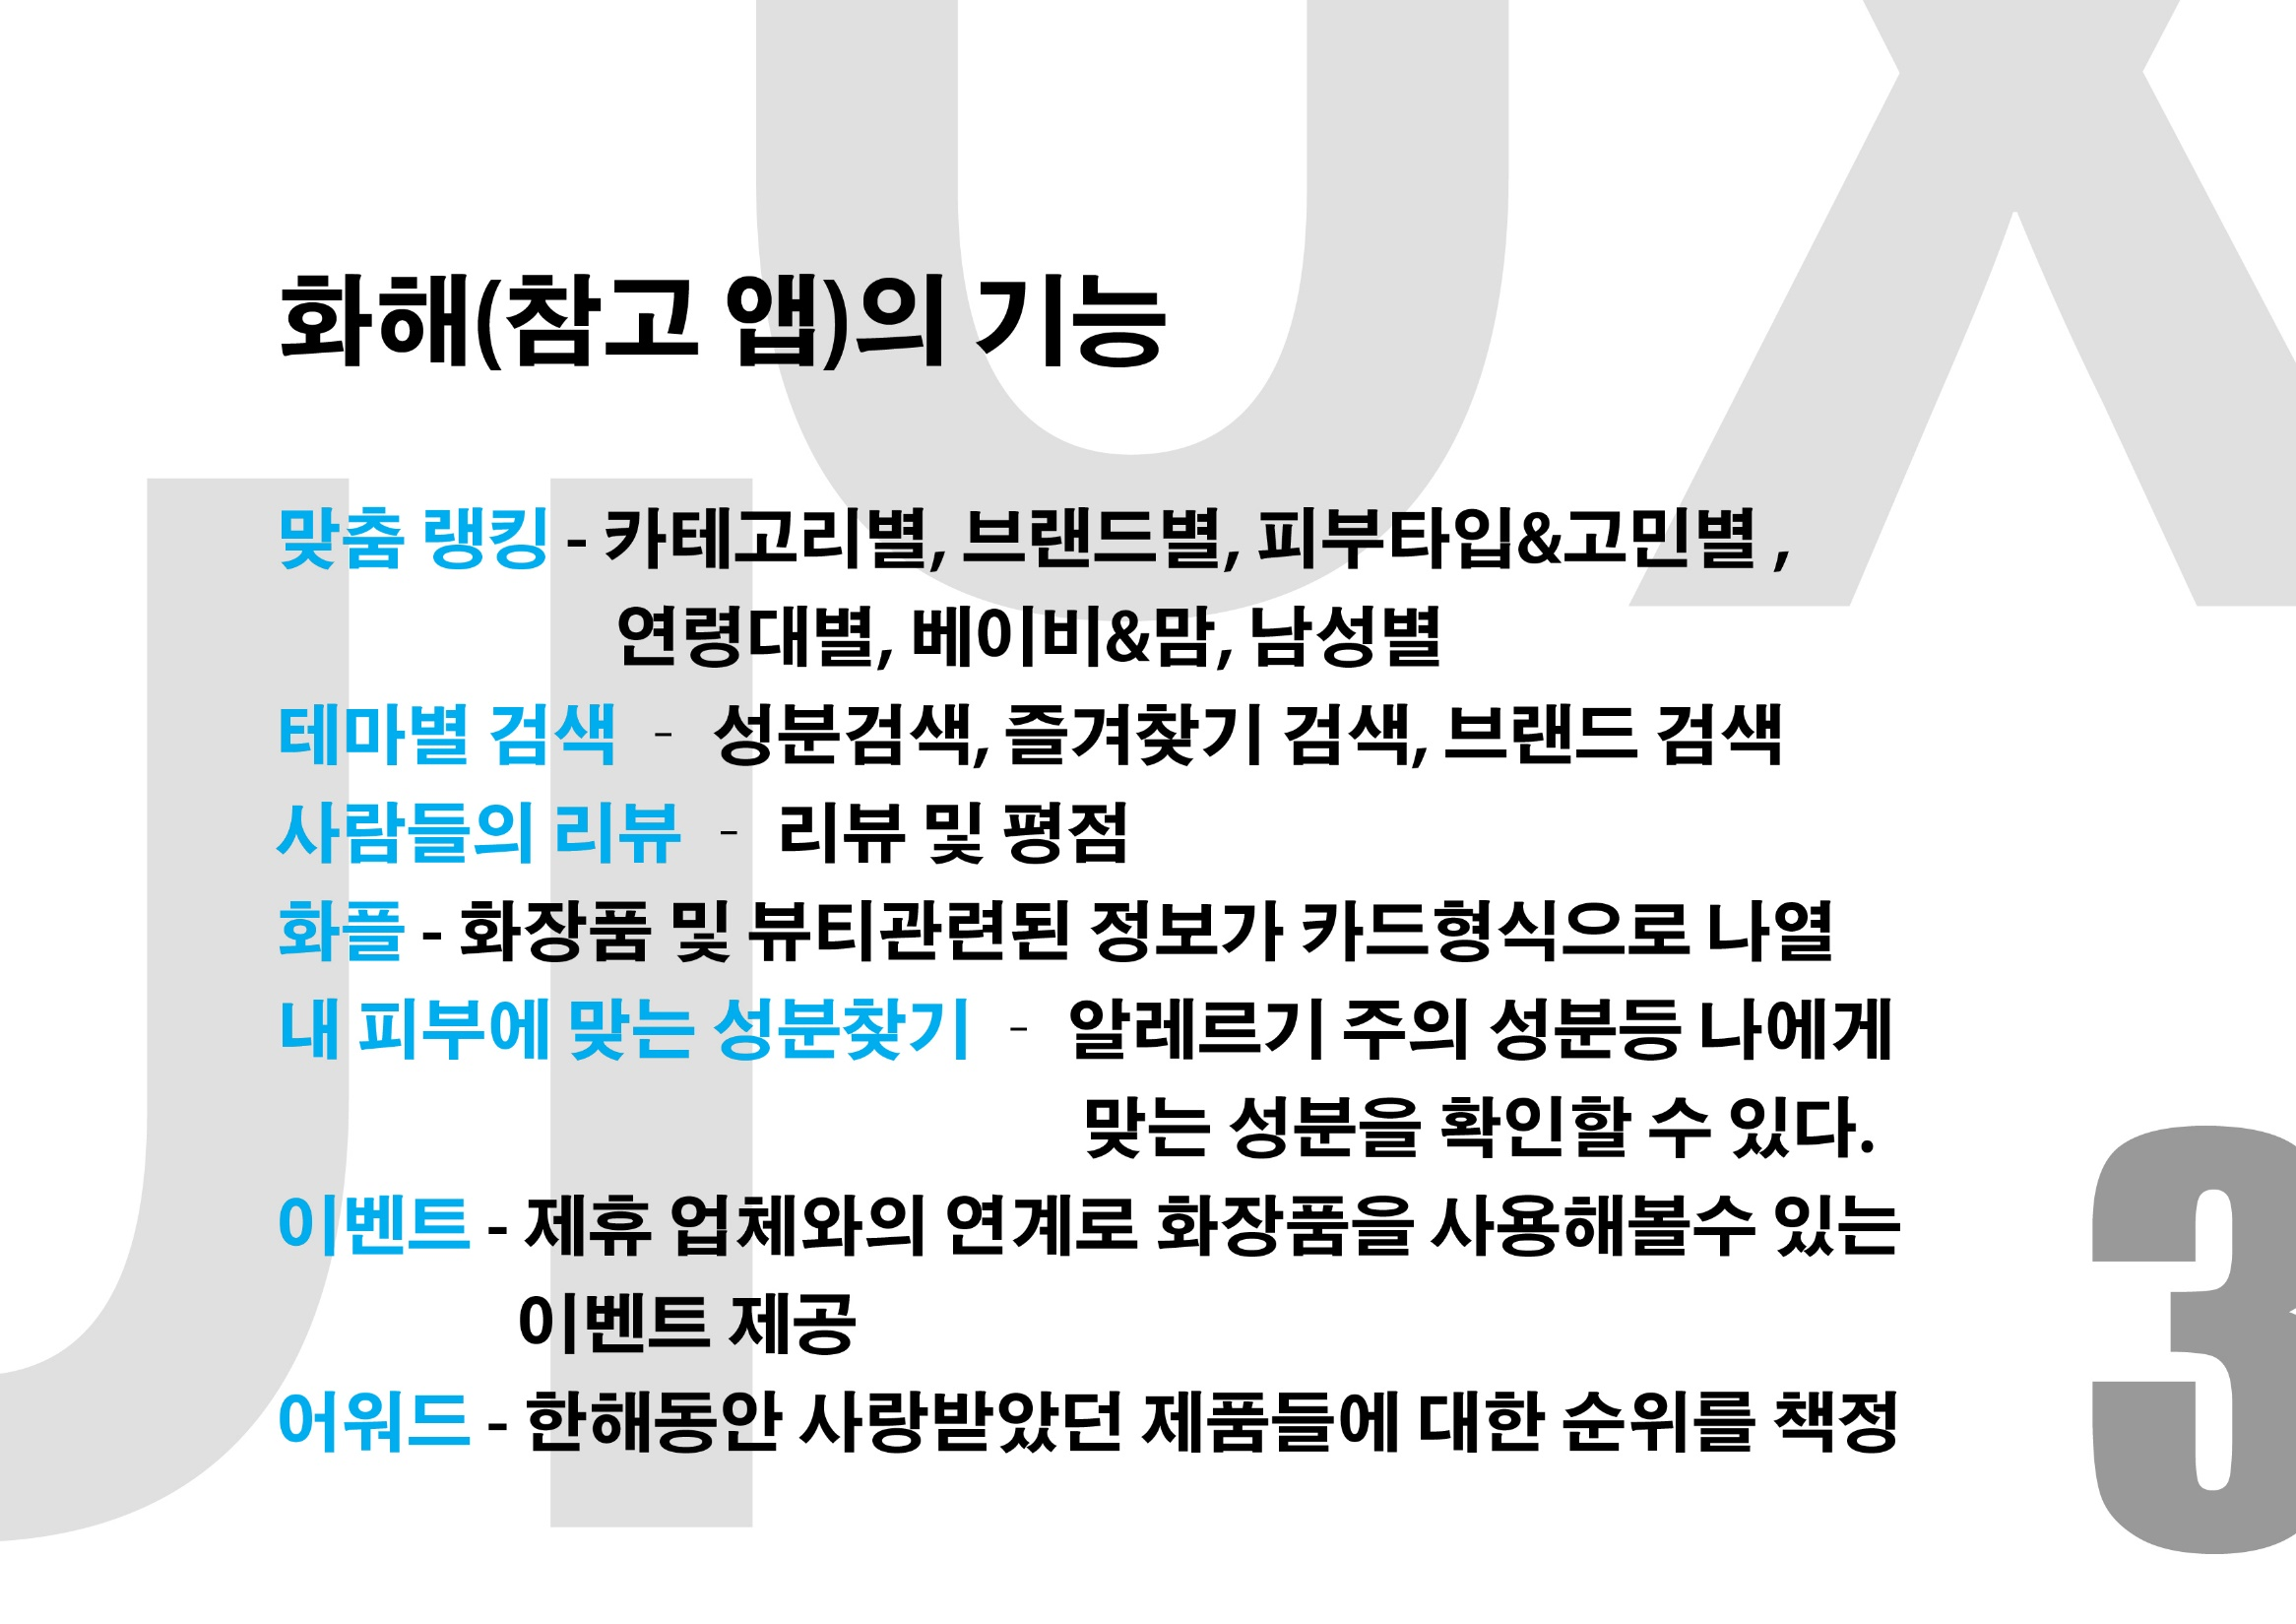 UX
UI
화해(참고 앱)의 기능
맞춤 랭킹 - 카테고리별, 브랜드별, 피부타입&고민별 ,
연령대별, 베이비&맘, 남성별
테마별 검색 - 성분검색, 즐겨찾기 검색, 브랜드 검색
사람들의 리뷰 - 리뷰 및 평점
화플 - 화장품 및 뷰티관련된 정보가 카드형식으로 나열
내 피부에 맞는 성분찾기 - 알레르기 주의 성분등 나에게
맞는 성분을 확인할 수 있다.
이벤트 - 제휴 업체와의 연계로 화장품을 사용해볼수 있는
이벤트 제공
어워드 - 한해동안 사랑받았던 제품들에 대한 순위를 책정
3